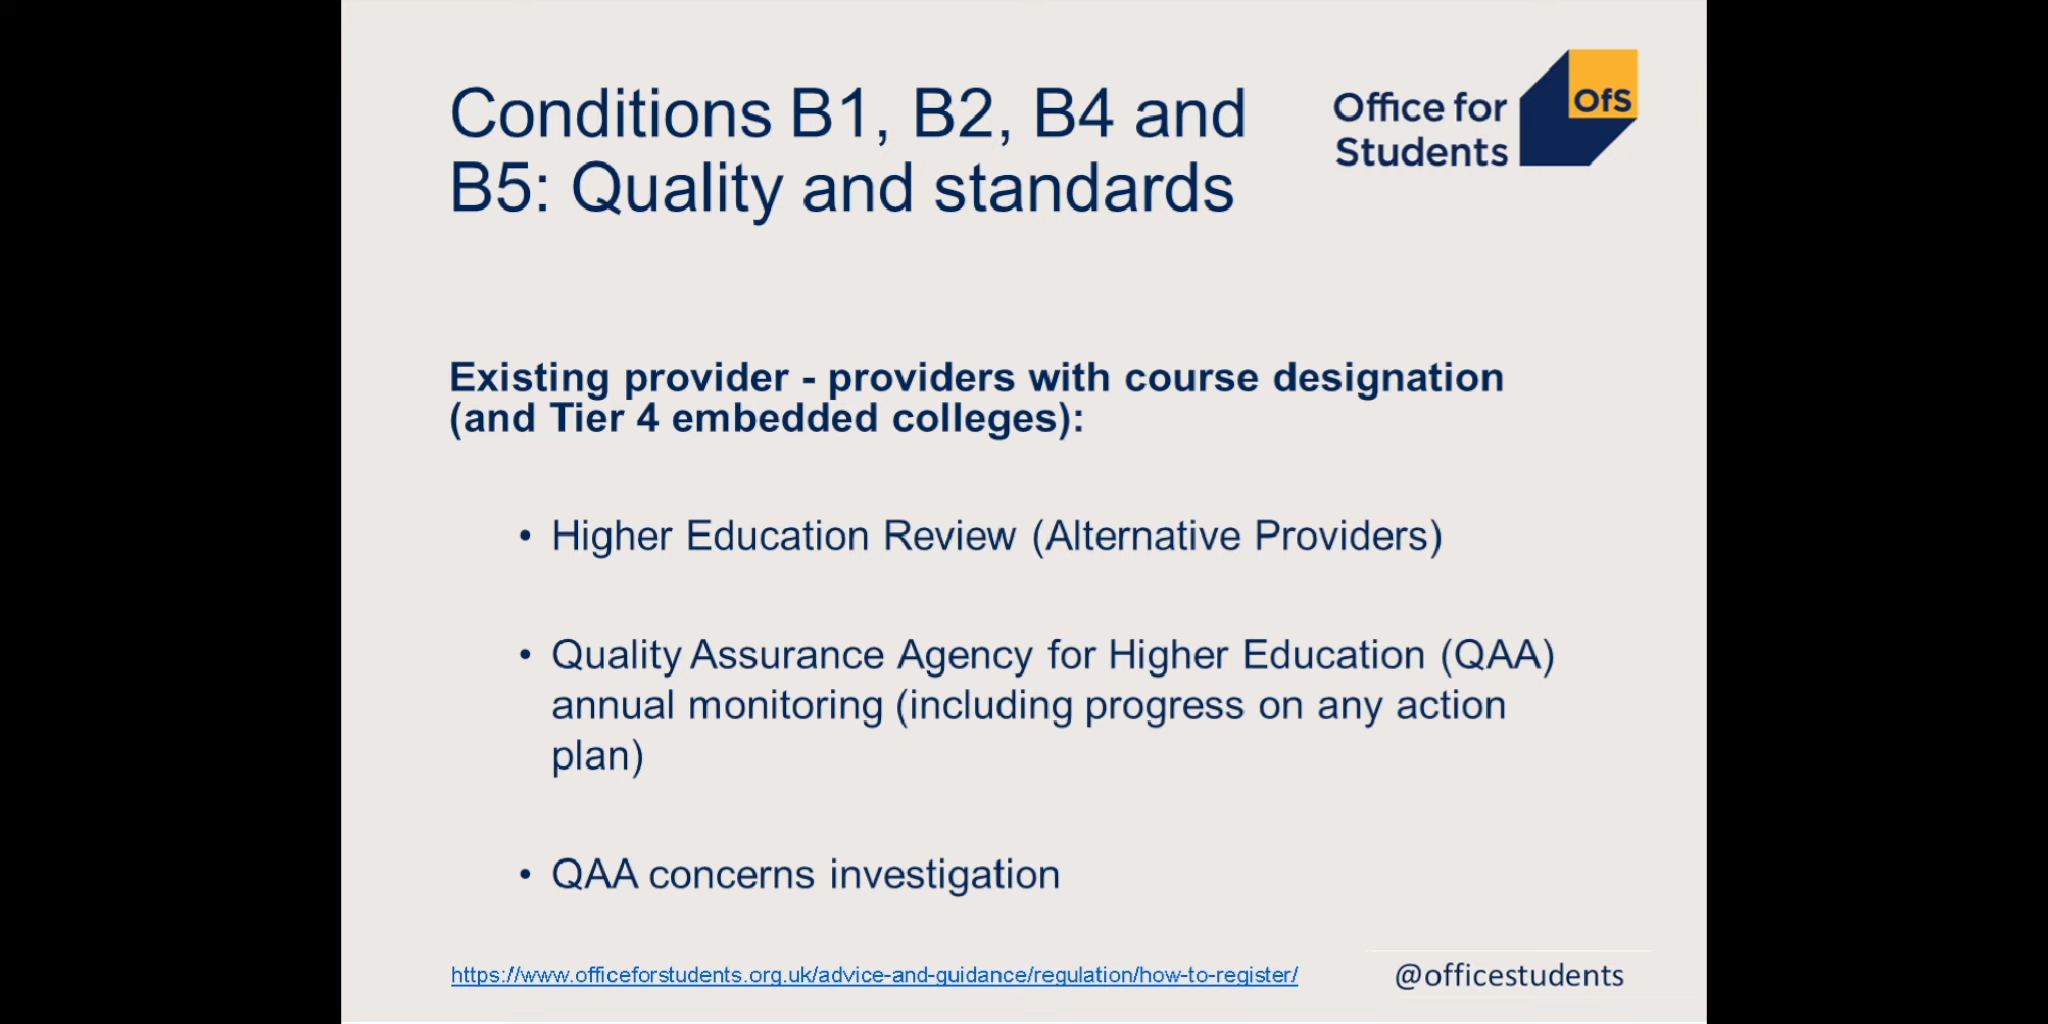 Conditions B1, B2, B4 and
B5: Quality and standards
Office for
Students
OfS
Existing provider - providers with course designation
(and Tier 4 embedded colleges):
• Higher Education Review (Alternative Providers)
• Quality Assurance Agency for Higher Education (QAA)
annual monitoring (including progress on any action
plan)
• QAA concerns investigation
https://www.officeforstudents.org.uk/advice-and-guidance/regulation/how-to-register/
@officestudents